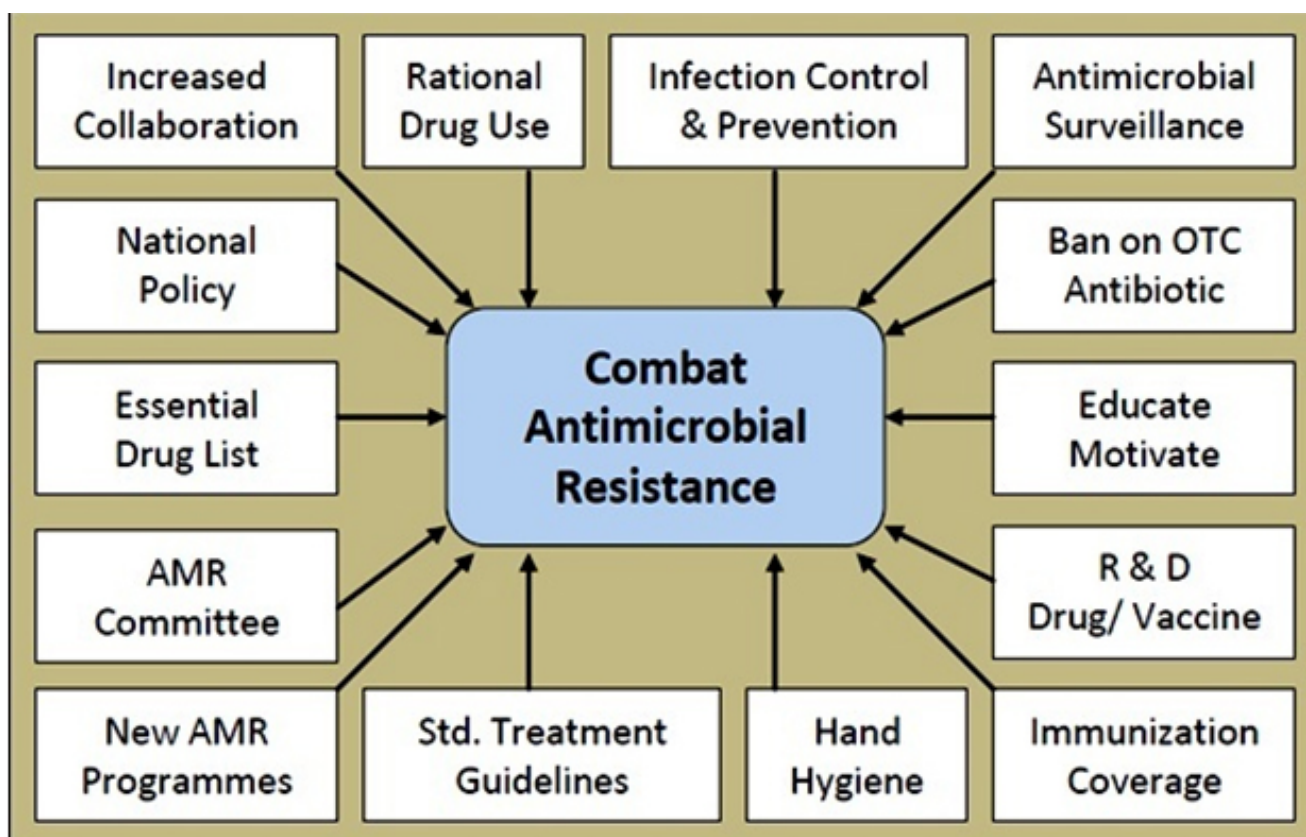 Increased
Collaboration
Rational
Drug Use
Infection Control
& Prevention
Antimicrobial
Surveillance
National
Policy
Ban on OTC
Antibiotic
Combat
Antimicrobial
Resistance
Essential
Drug List
Educate
Motivate
AMR
Committee
R & D
Drug/ Vaccine
New AMR
Programmes
Std. Treatment
Guidelines
Hand
Hygiene
Immunization
Coverage